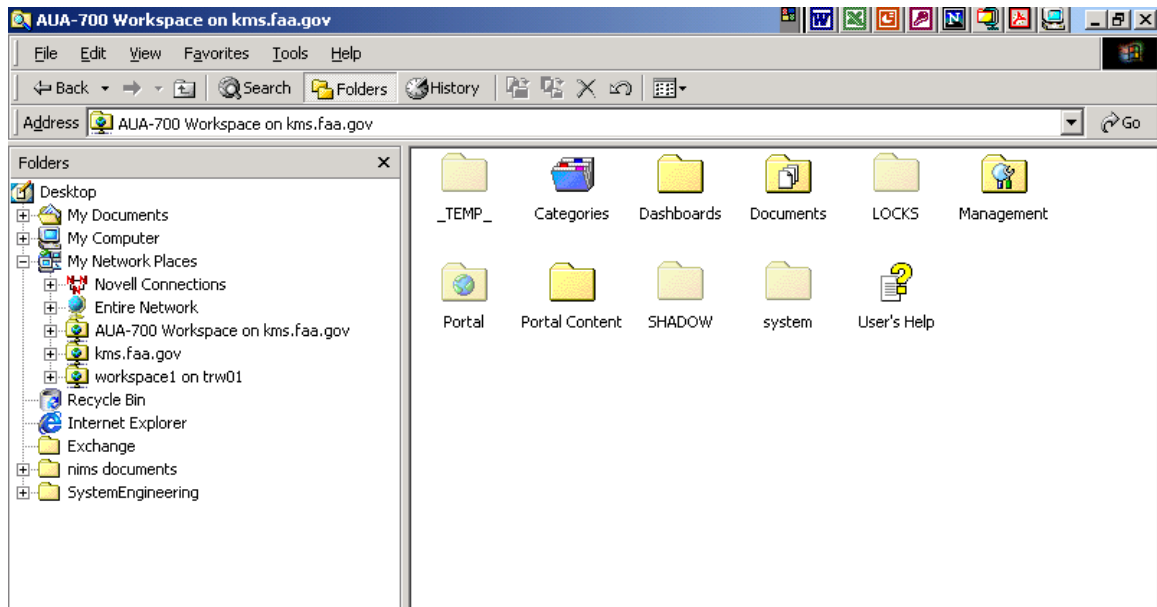 AUA-700 Workspace on kms.faa.gov
File Edit View Favorites Tools Help
Back Search Folders History
Address AUA-700 Workspace on kms.faa.gov Go
Folders
Desktop
My Documents
My Computer
My Network Places
Novell Connections
Entire Network
AUA-700 Workspace on kms.faa.gov
kms.faa.gov
workspace1 on trw01
Recycle Bin
Internet Explorer
Exchange
nims documents
SystemEngineering
_TEMP_ Categories Dashboards Documents LOCKS Management
Portal Portal Content SHADOW system User's Help